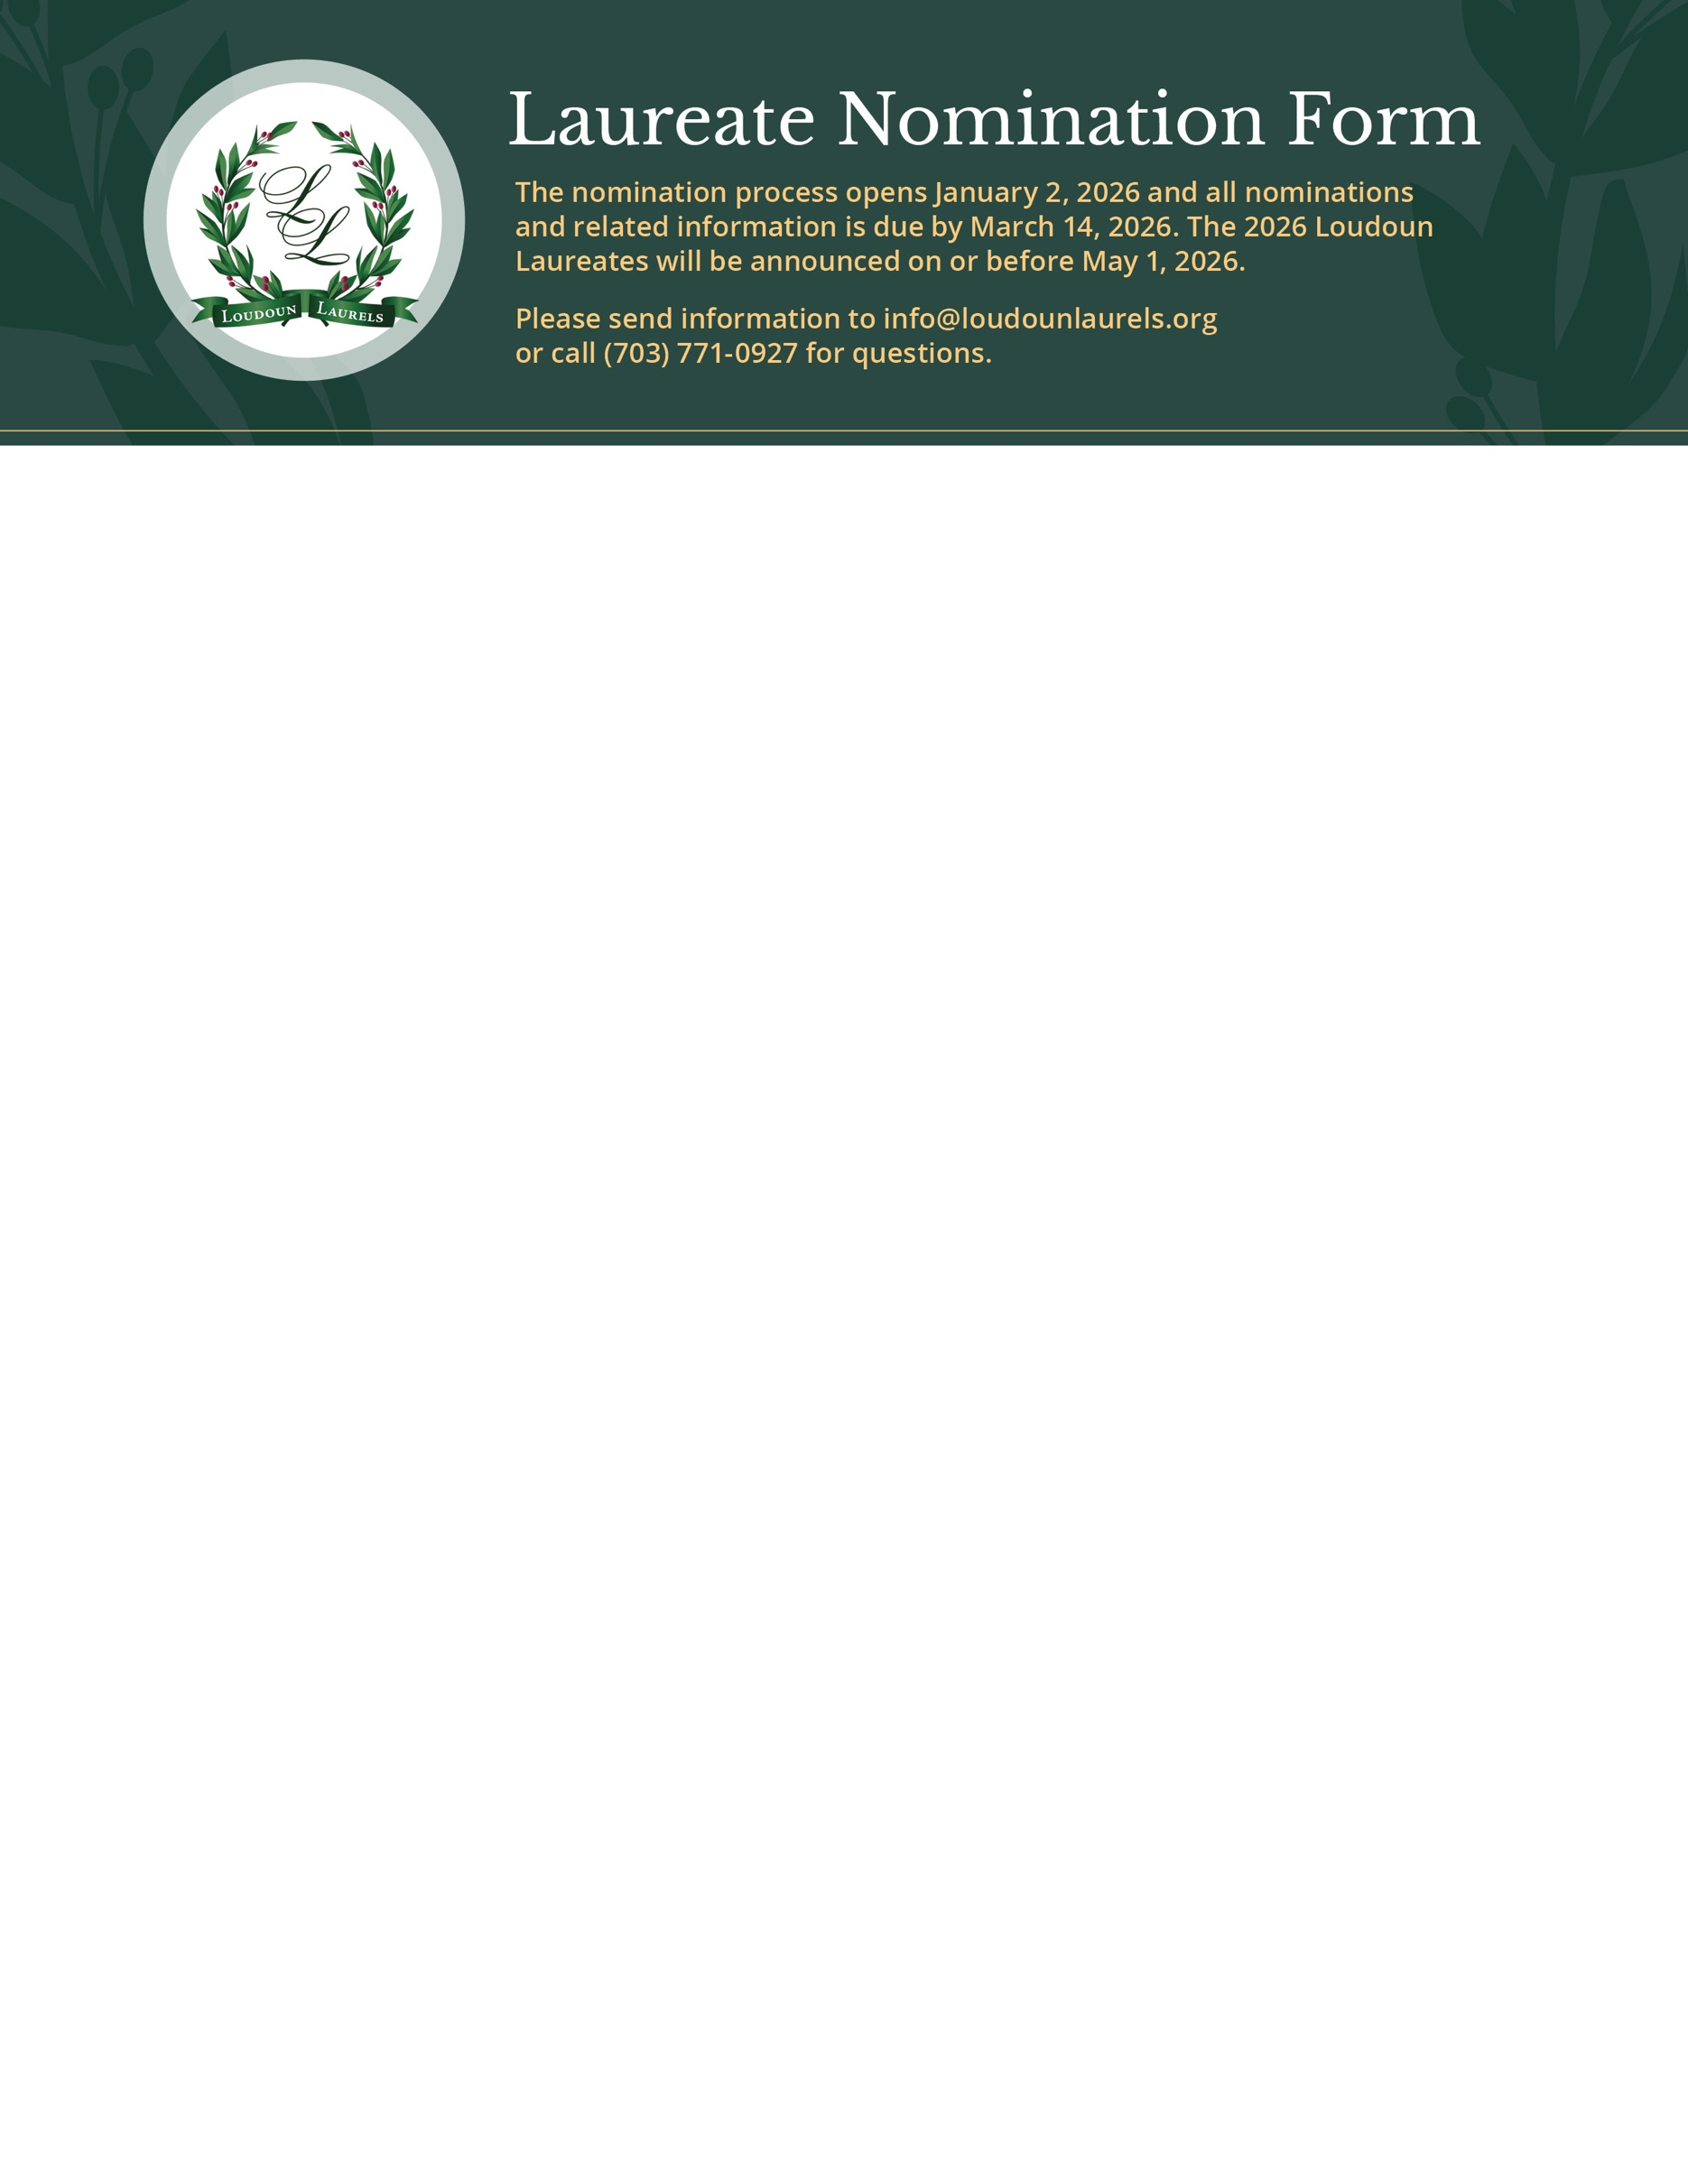 Laureate Nomination Form
The nomination process opens January 2, 2026 and all nominations
and related information is due by March 14, 2026. The 2026 Loudoun
Laureates will be announced on or before May 1, 2026.
Please send information to info@loudounlaurels.org
or call (703) 771-0927 for questions.
LL
LOUDOUN LAURELS